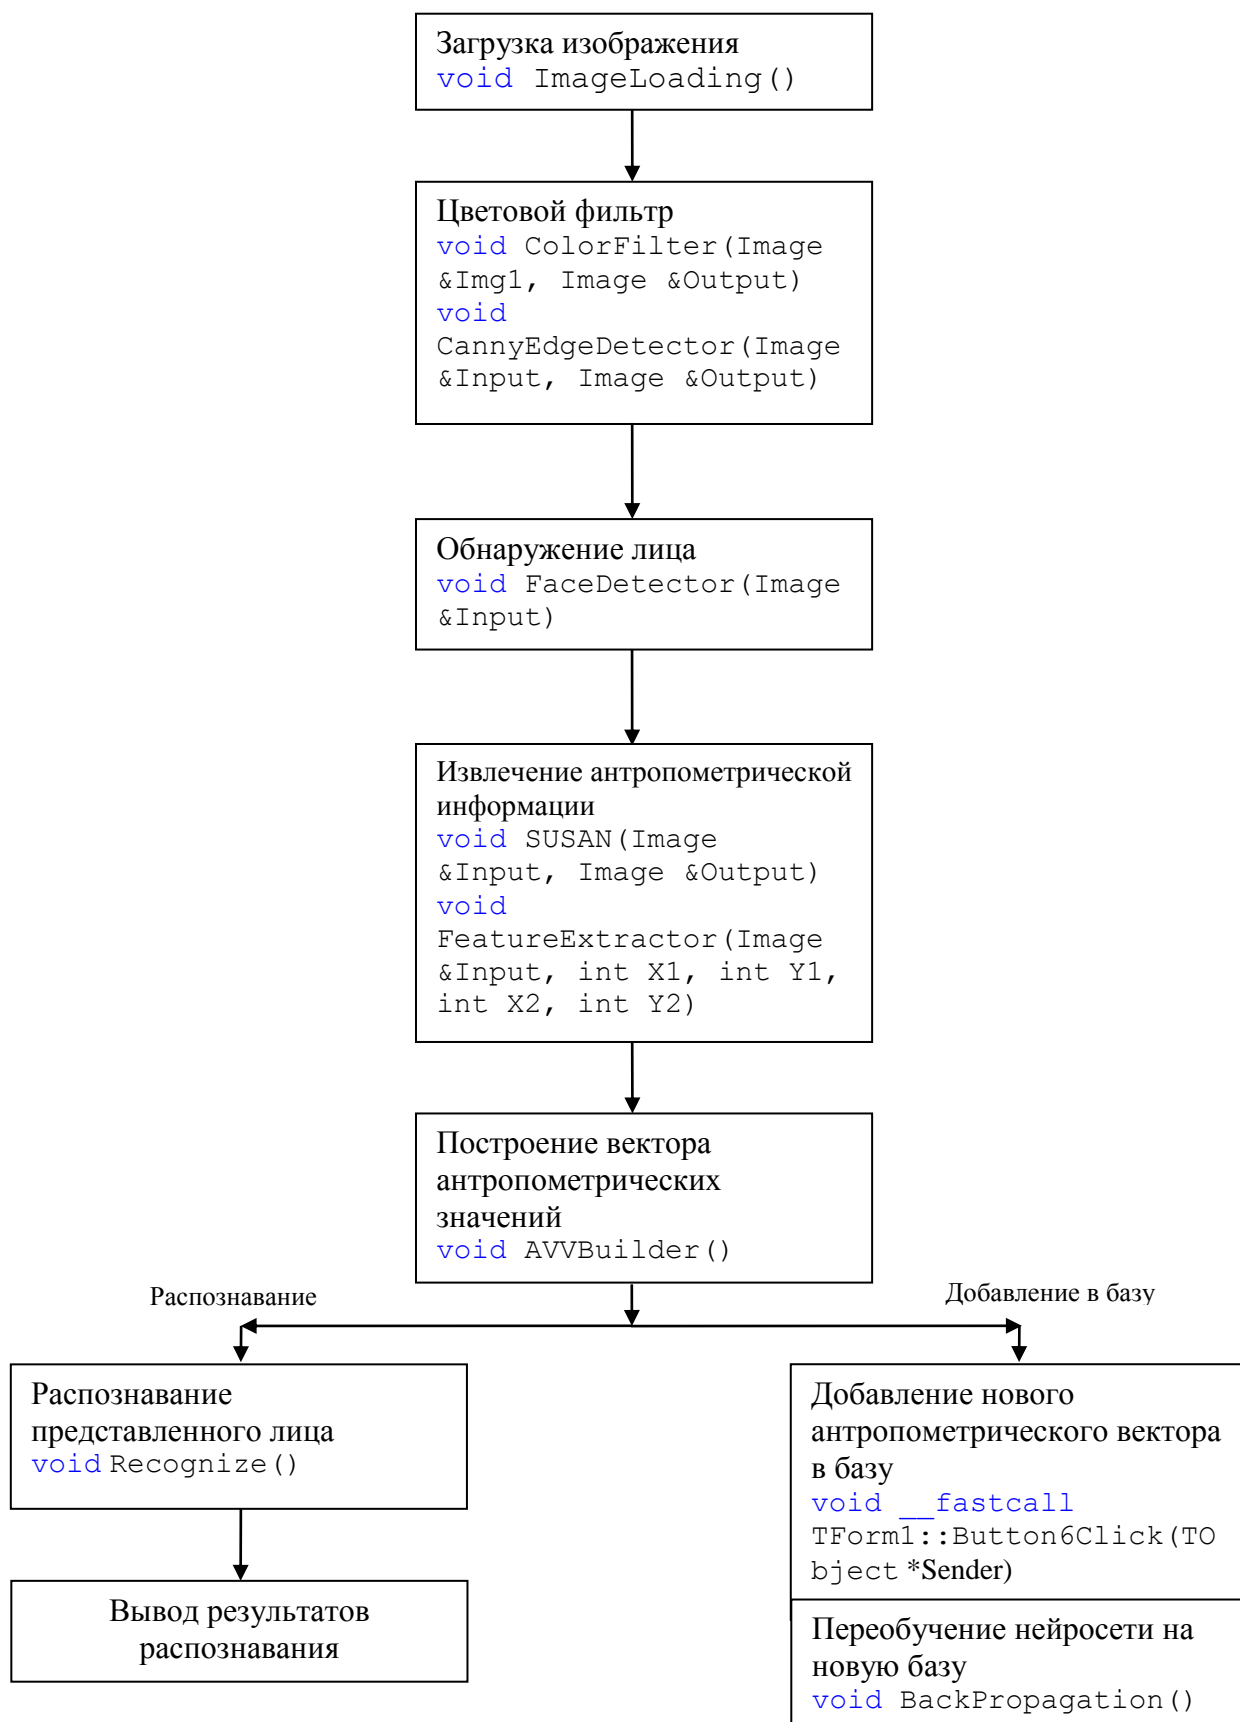 Загрузка изображения
void ImageLoading()
Цветовой фильтр
void ColorFilter(Image
&Img1, Image &Output)
void
CannyEdgeDetector(Image
&Input, Image &Output)
Обнаружение лица
void FaceDetector(Image
&Input)
Извлечение антропометрической
информации
void SUSAN(Image
&Input, Image &Output)
void
FeatureExtractor(Image
&Input, int X1, int Y1,
int X2, int Y2)
Построение вектора
антропометрических
значений
void AVVBuilder()
Распознавание
Добавление в базу
Распознавание
представленного лица
void Recognize()
Вывод результатов
распознавания
Добавление нового
антропометрического вектора
в базу
void __fastcall
TForm1::Button6Click(TO
bject *Sender)
Переобучение нейросети на
новую базу
void BackPropagation()